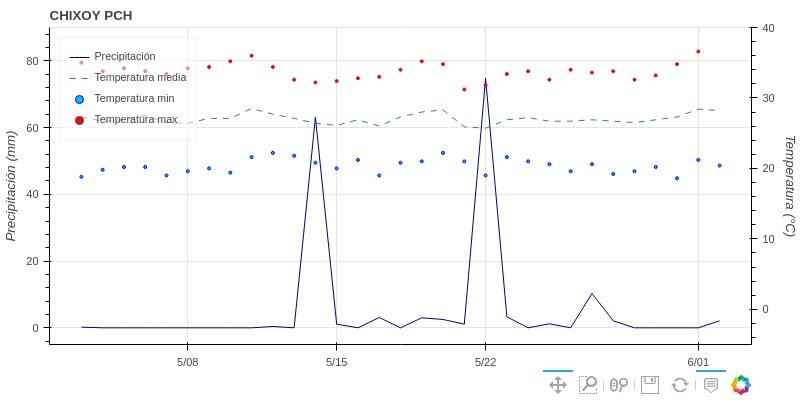 CHIXOY PCH
Precipitación
Temperatura media
Temperatura min
Temperatura max
80
60
40
20
0
Precipitación (mm)
40
30
20
10
0
Temperatura (°C)
5/08
5/15
5/22
6/01